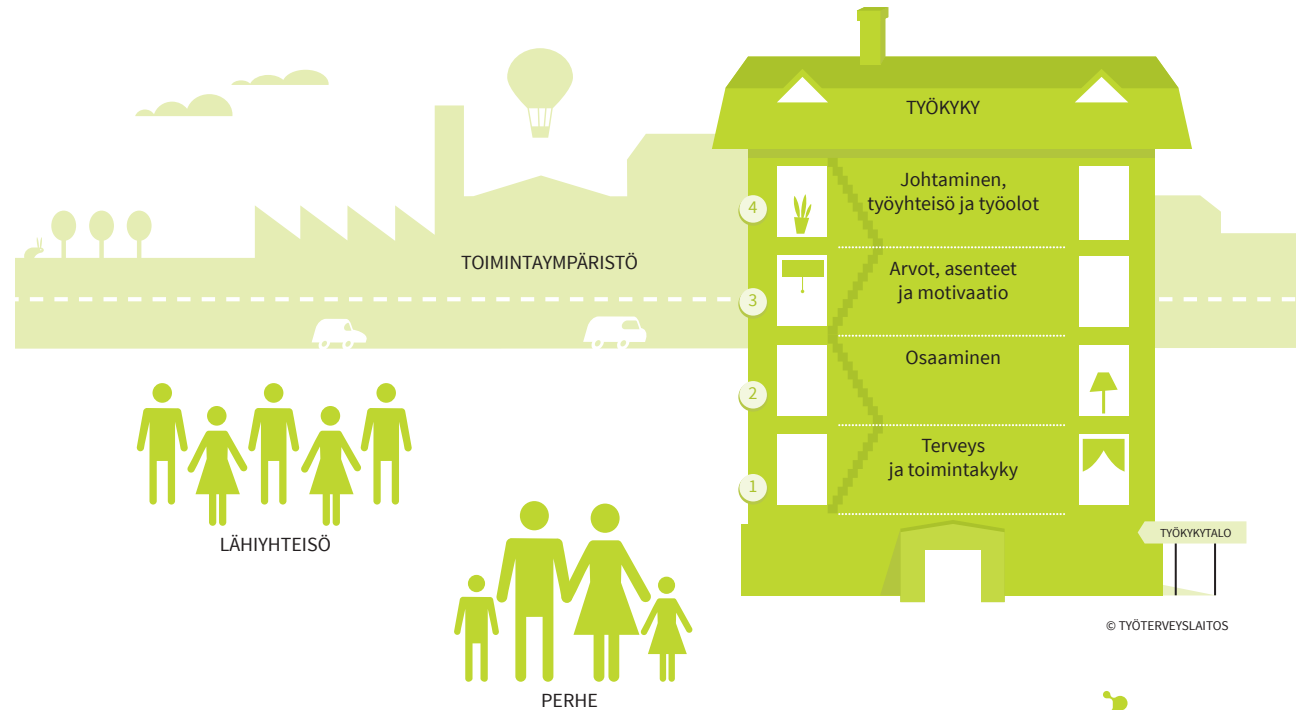 TYÖKYKY
4
Johtaminen,
työyhteisö ja työolot
TOIMINTAYMPÄRISTÖ
3
Arvot, asenteet
ja motivaatio
2
Osaaminen
1
Terveys
ja toimintakyky
LÄHIYHTEISÖ
TYÖKYKYTALO
© TYÖTERVEYSLAITOS
PERHE